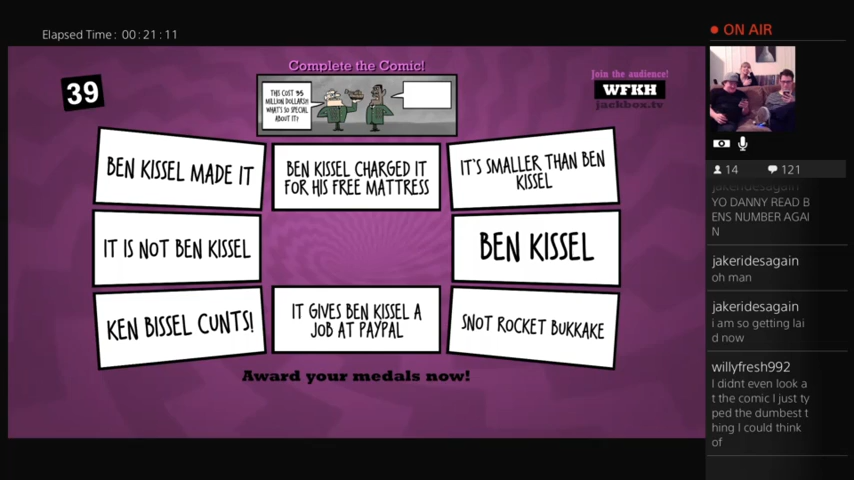 Elapsed Time : 00:21:11
ON AIR
39
Complete the Comic!
THIS COST 35
MILLION DOLLARS!!
WHAT'S SO SPECIAL
ABOUT IT?
Join the audience!
WFKH
jackbox.tv
BEN KISSEL MADE IT
BEN KISSEL CHARGED IT
FOR HIS FREE MATTRESS
IT'S SMALLER THAN BEN
KISSEL
IT IS NOT BEN KISSEL
BEN KISSEL
KEN BISSEL CUNTS!
IT GIVES BEN KISSEL A
JOB AT PAYPAL
SNOT ROCKET BUKKAKE
Award your medals now!
14
121
jakeridesagain
YO DANNY READ B
ENS NUMBER AGAI
N
jakeridesagain
oh man
jakeridesagain
i am so getting lai
d now
willyfresh992
I didnt even look a
t the comic I just ty
ped the dumbest t
hing I could think
of